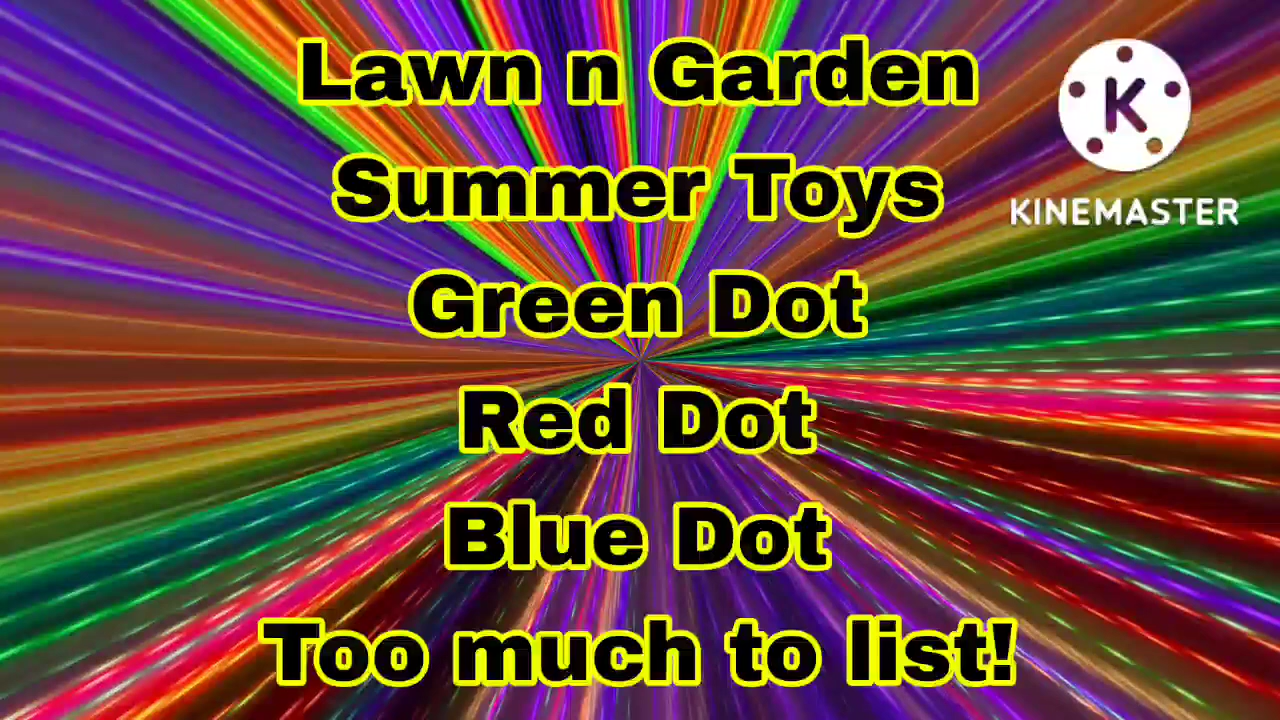 Lawn n Garden
Summer Toys
Green Dot
Red Dot
Blue Dot
Too much to list!
K
KINEMASTER